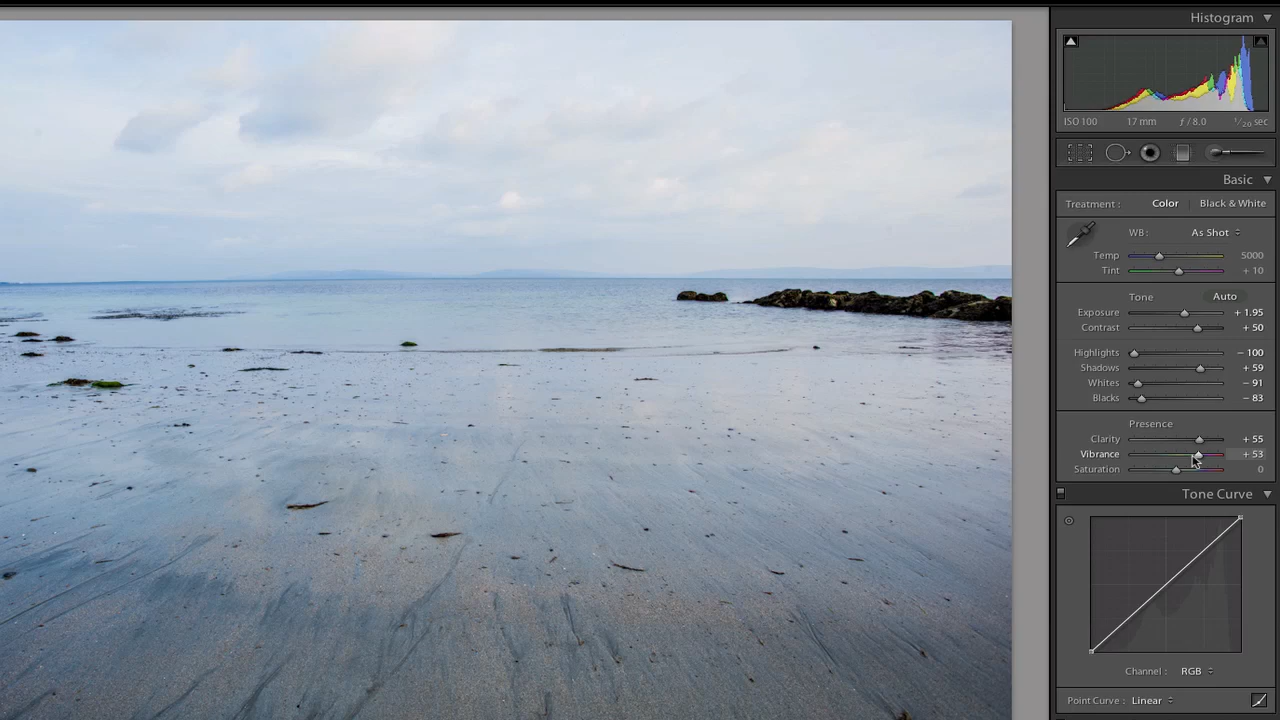 Histogram
ISO 100 17 mm ƒ / 8.0 1/20 sec
Basic
Treatment : Color Black & White
WB : As Shot
Temp 5000
Tint + 10
Tone Auto
Exposure + 1.95
Contrast + 50
Highlights − 100
Shadows + 59
Whites − 91
Blacks − 83
Presence
Clarity + 55
Vibrance + 53
Saturation 0
Tone Curve
Channel : RGB
Point Curve : Linear